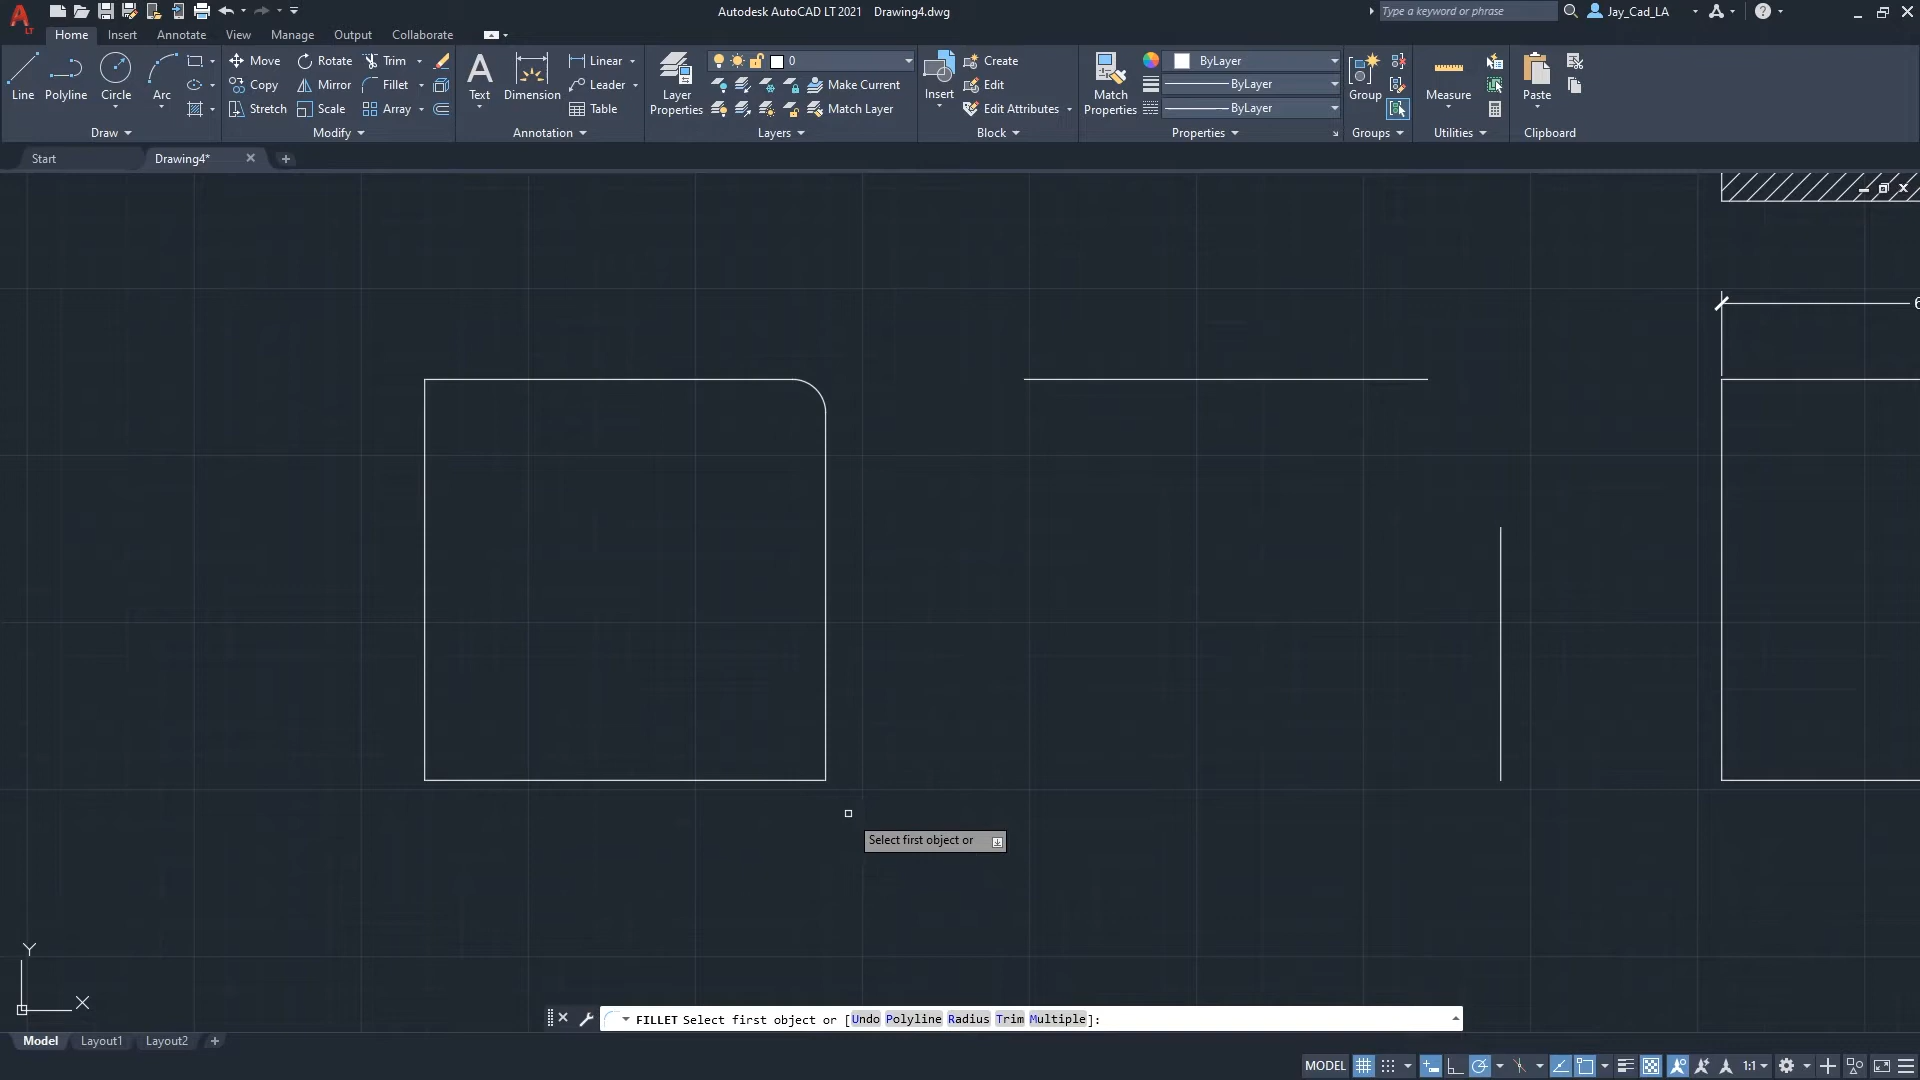 Autodesk AutoCAD LT 2021 Drawing4.dwg
Type a keyword or phrase
Jay_Cad_LA
LT
Home Insert Annotate View Manage Output Collaborate
Line
Polyline
Circle
Arc
Draw
Move Rotate Trim
Copy Mirror Fillet
Stretch Scale Array
Modify
Text
Dimension
Linear
Leader
Table
Annotation
Layer
Properties
0
Make Current
Match Layer
Layers
Insert
Create
Edit
Edit Attributes
Block
Match
Properties
ByLayer
ByLayer
ByLayer
Properties
Group
Groups
Measure
Utilities
Paste
Clipboard
Start Drawing4*
6
Select first object or
Y
X
FILLET Select first object or [Undo Polyline Radius Trim Multiple]:
Model Layout1 Layout2
MODEL 1:1